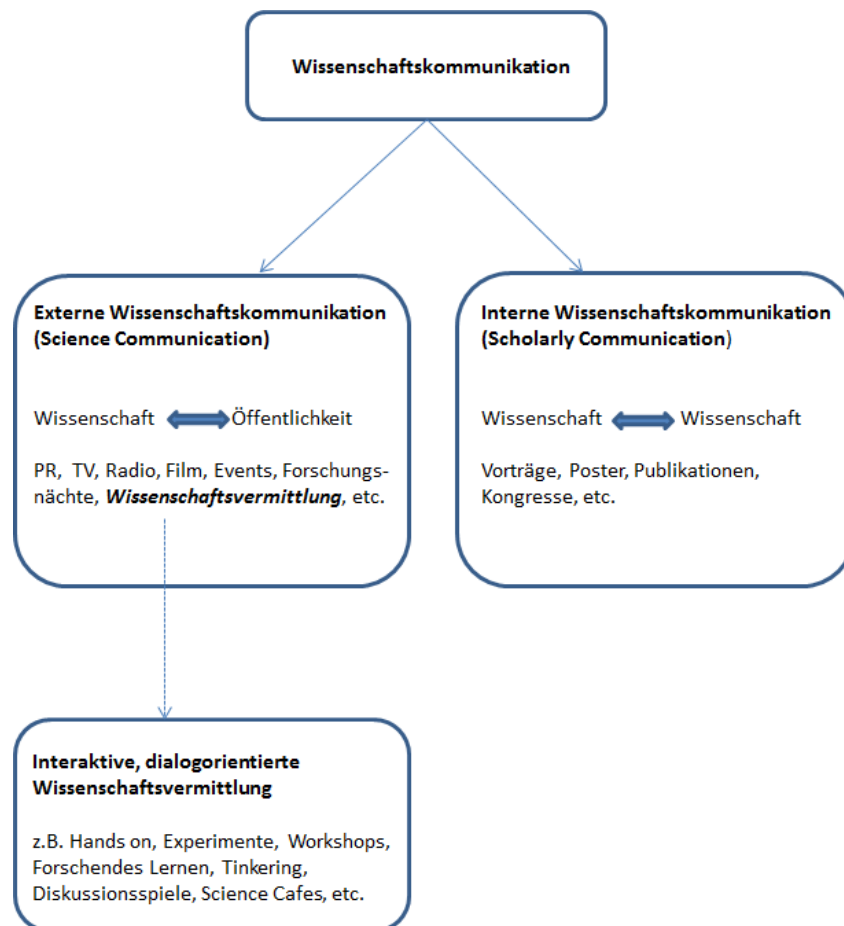 Wissenschaftskommunikation
Externe Wissenschaftskommunikation
(Science Communication)
Wissenschaft Öffentlichkeit
PR, TV, Radio, Film, Events, Forschungs-
nächte, Wissenschaftsvermittlung, etc.
Interne Wissenschaftskommunikation
(Scholarly Communication)
Wissenschaft Wissenschaft
Vorträge, Poster, Publikationen,
Kongresse, etc.
Interaktive, dialogorientierte
Wissenschaftsvermittlung
z.B. Hands on, Experimente, Workshops,
Forschendes Lernen, Tinkering,
Diskussionsspiele, Science Cafes, etc.